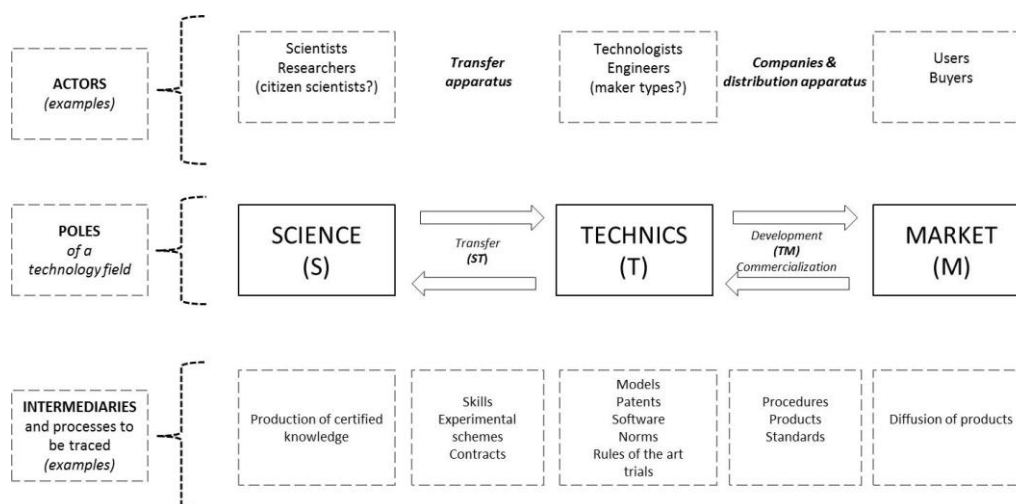 ACTORS
(examples)
Scientists
Researchers
(citizen scientists?)
Transfer
apparatus
Technologists
Engineers
(maker types?)
Companies &
distribution apparatus
Users
Buyers
POLES
of a
technology field
SCIENCE
(S)
Transfer
(ST)
TECHNICS
(T)
Development
(TM)
Commercialization
MARKET
(M)
INTERMEDIARIES
and processes to
be traced
(examples)
Production of certified
knowledge
Skills
Experimental
schemes
Contracts
Models
Patents
Software
Norms
Rules of the art
trials
Procedures
Products
Standards
Diffusion of products